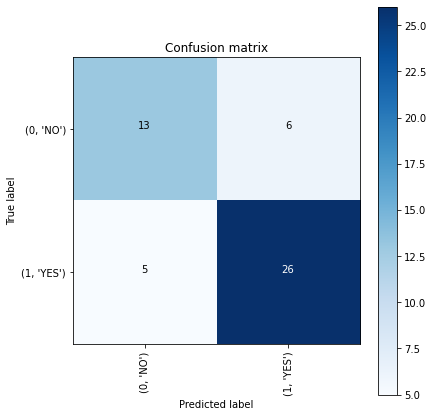 Confusion matrix
True label
(0, 'NO')
13
6
(1, 'YES')
5
26
(0, 'NO')
(1, 'YES')
Predicted label
25.0
22.5
20.0
17.5
15.0
12.5
10.0
7.5
5.0